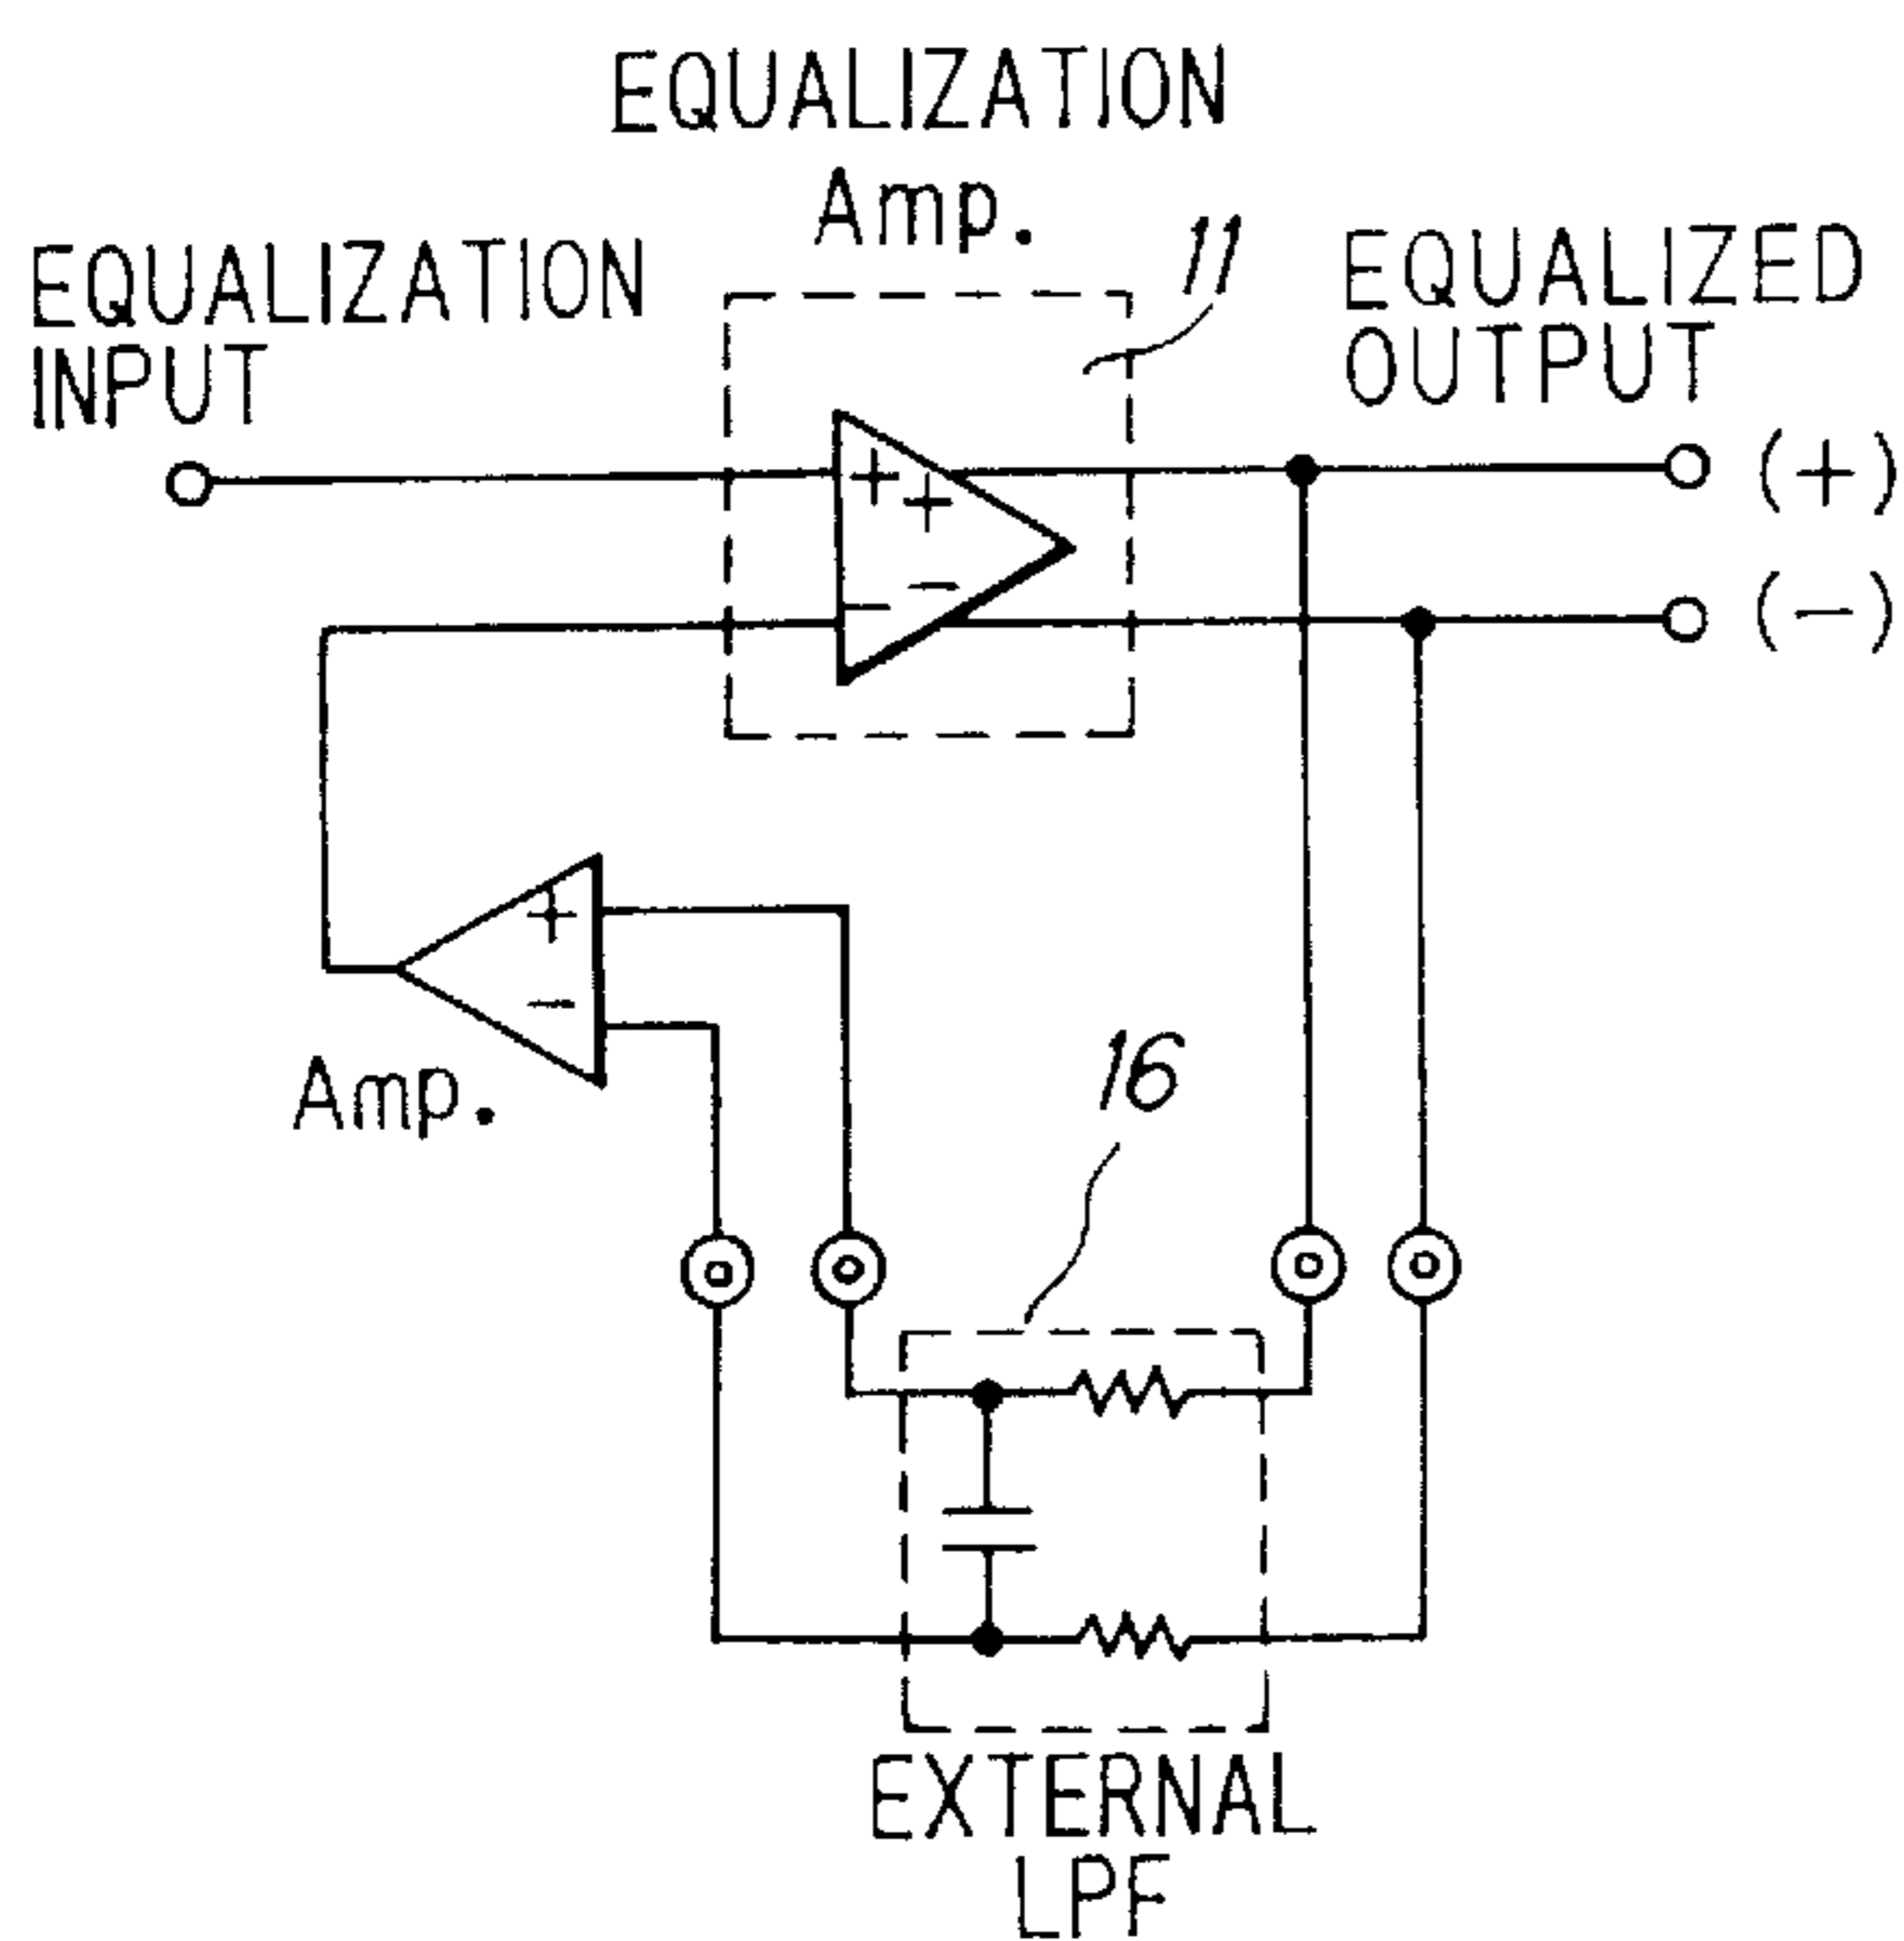 EQUALIZATION
Amp.
11
EQUALIZATION
INPUT
EQUALIZED
OUTPUT
+
+
(+)
-
-
(-)
+
-
Amp.
16
EXTERNAL
LPF